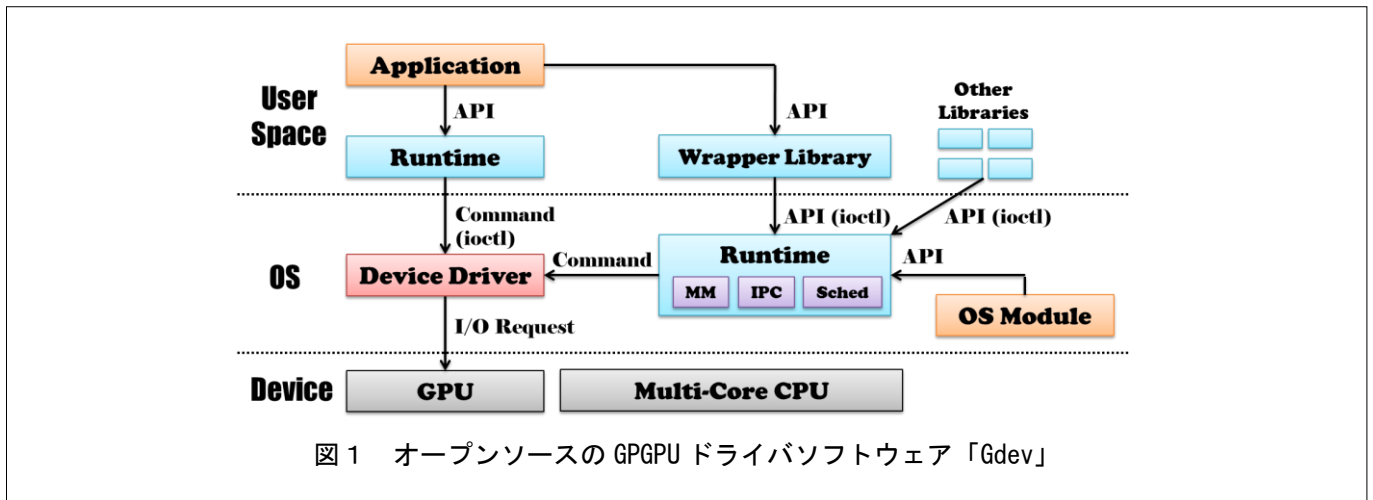 Application
User
Space
API
API
Other
Libraries
Runtime
Wrapper Library
Command
(ioctl)
API (ioctl)
API (ioctl)
OS
Device Driver
Command
Runtime
MM
IPC
Sched
API
OS Module
I/O Request
Device
GPU
Multi-Core CPU
図1 オープンソースの GPGPU ドライバソフトウェア「Gdev」